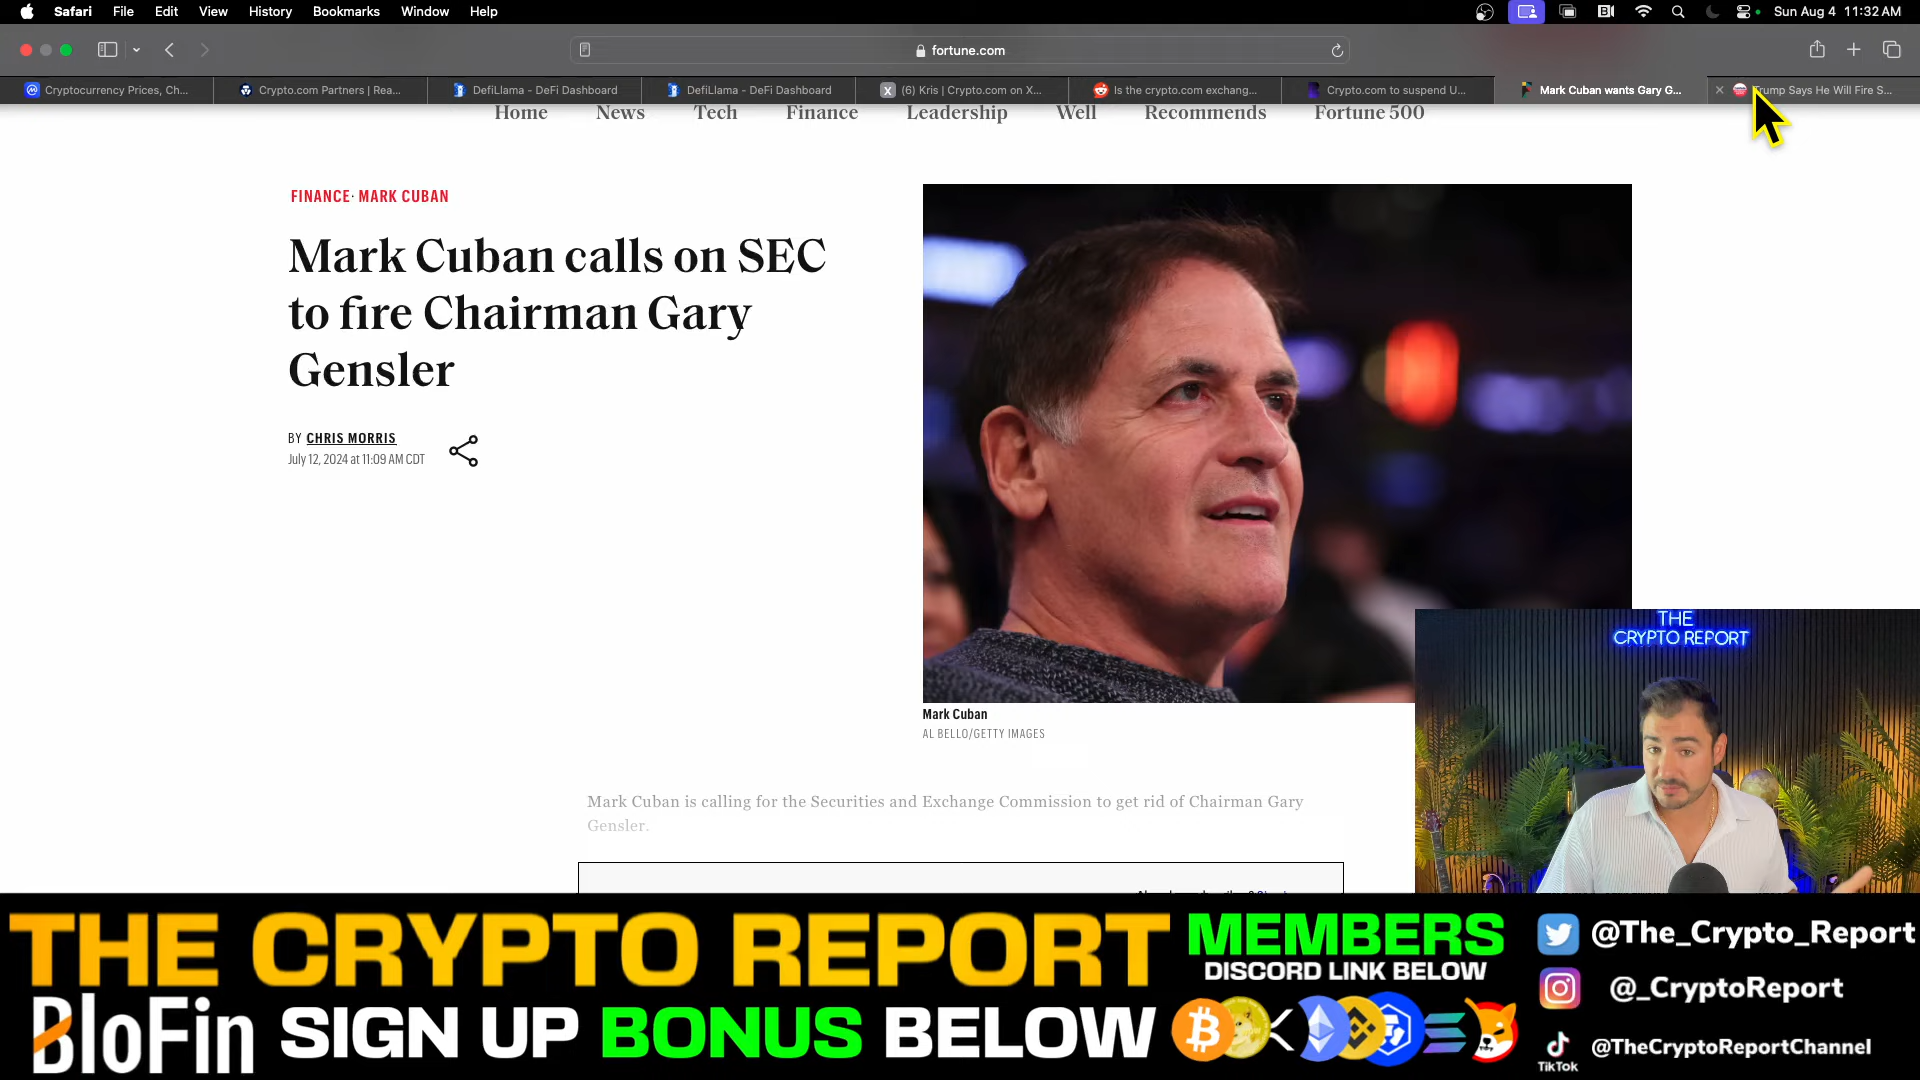 Safari File Edit View History Bookmarks Window Help Sun Aug 4 11:32 AM
fortune.com
Cryptocurrency Prices, Ch... Crypto.com Partners | Rea... DefiLlama - DeFi Dashboard DefiLlama - DeFi Dashboard X (6) Kris | Crypto.com on X... Is the crypto.com exchang... Crypto.com to suspend U... Mark Cuban wants Gary G... Trump Says He Will Fire S...
Home News Tech Finance Leadership Well Recommends Fortune 500
FINANCE · MARK CUBAN
Mark Cuban calls on SEC
to fire Chairman Gary
Gensler
BY CHRIS MORRIS
July 12, 2024 at 11:09 AM CDT
Mark Cuban
AL BELLO/GETTY IMAGES
Mark Cuban is calling for the Securities and Exchange Commission to get rid of Chairman Gary
Gensler.
THE
CRYPTO REPORT
THE CRYPTO REPORT
BloFin SIGN UP BONUS BELOW
MEMBERS
DISCORD LINK BELOW
@The_Crypto_Report
@_CryptoReport
TikTok @TheCryptoReportChannel